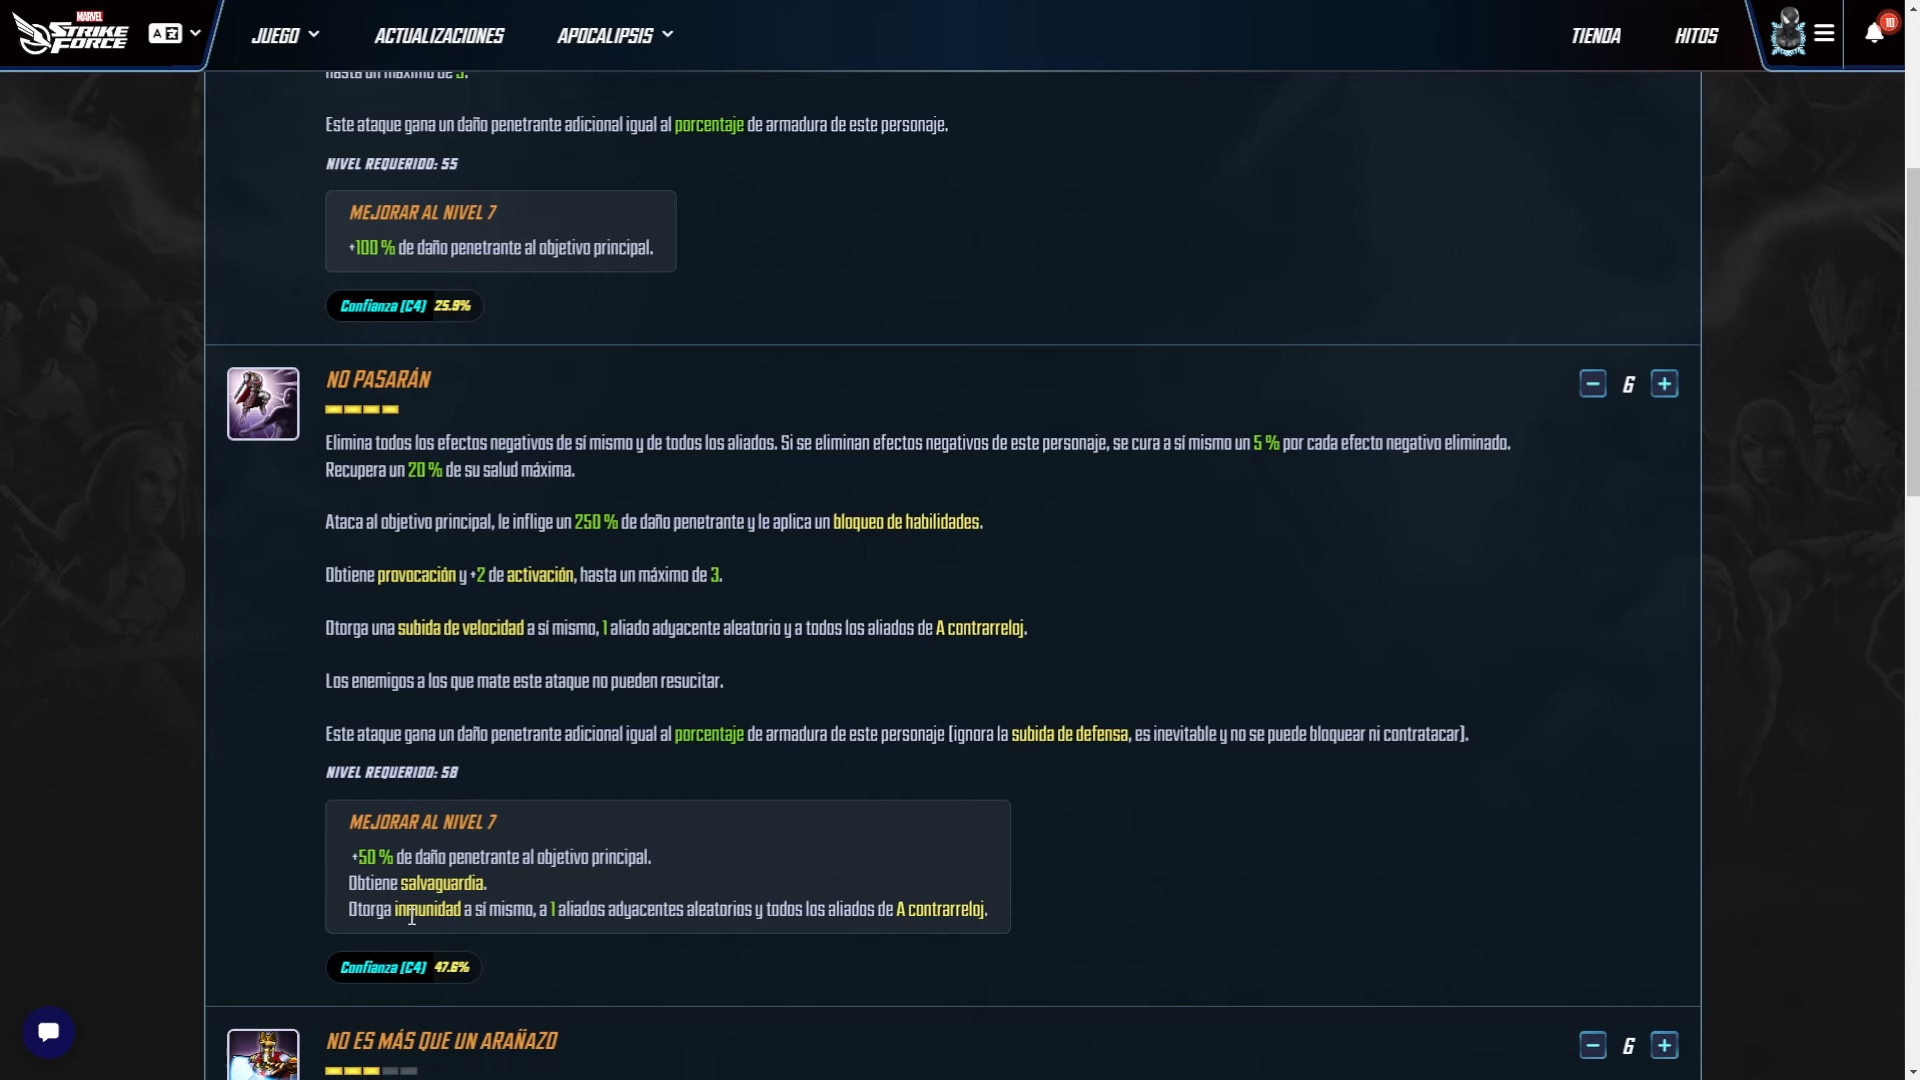 MARVEL
STRIKE
FORCE
JUEGO
ACTUALIZACIONES
APOCALIPSIS
TIENDA
HITOS
10
hasta un máximo de 3.
Este ataque gana un daño penetrante adicional igual al porcentaje de armadura de este personaje.
NIVEL REQUERIDO: 55
MEJORAR AL NIVEL 7
+100 % de daño penetrante al objetivo principal.
Confianza [C4] 25.9%
NO PASARÁN
6
Elimina todos los efectos negativos de sí mismo y de todos los aliados. Si se eliminan efectos negativos de este personaje, se cura a sí mismo un 5 % por cada efecto negativo eliminado.
Recupera un 20 % de su salud máxima.
Ataca al objetivo principal, le inflige un 250 % de daño penetrante y le aplica un bloqueo de habilidades.
Obtiene provocación y +2 de activación, hasta un máximo de 3.
Otorga una subida de velocidad a sí mismo, 1 aliado adyacente aleatorio y a todos los aliados de A contrarreloj.
Los enemigos a los que mate este ataque no pueden resucitar.
Este ataque gana un daño penetrante adicional igual al porcentaje de armadura de este personaje [ignora la subida de defensa, es inevitable y no se puede bloquear ni contratacar].
NIVEL REQUERIDO: 58
MEJORAR AL NIVEL 7
+50 % de daño penetrante al objetivo principal.
Obtiene salvaguardia.
Otorga inmunidad a sí mismo, a 1 aliados adyacentes aleatorios y todos los aliados de A contrarreloj.
Confianza [C4] 47.6%
NO ES MÁS QUE UN ARAÑAZO
6